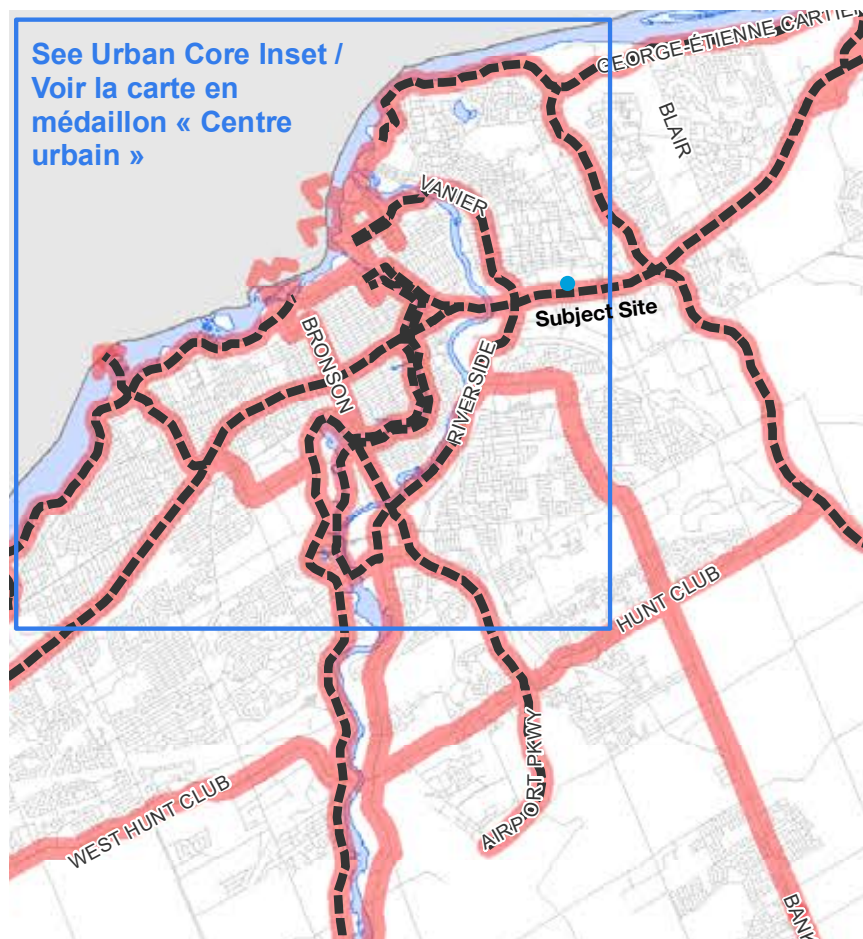 See Urban Core Inset /
Voir la carte en
médaillon « Centre
urbain »
GEORGE-ÉTIENNE CARTIER
BLAIR
VANIER
Subject Site
BRONSON
RIVERSIDE
HUNT CLUB
AIRPORT PKWY
WEST HUNT CLUB
BANK